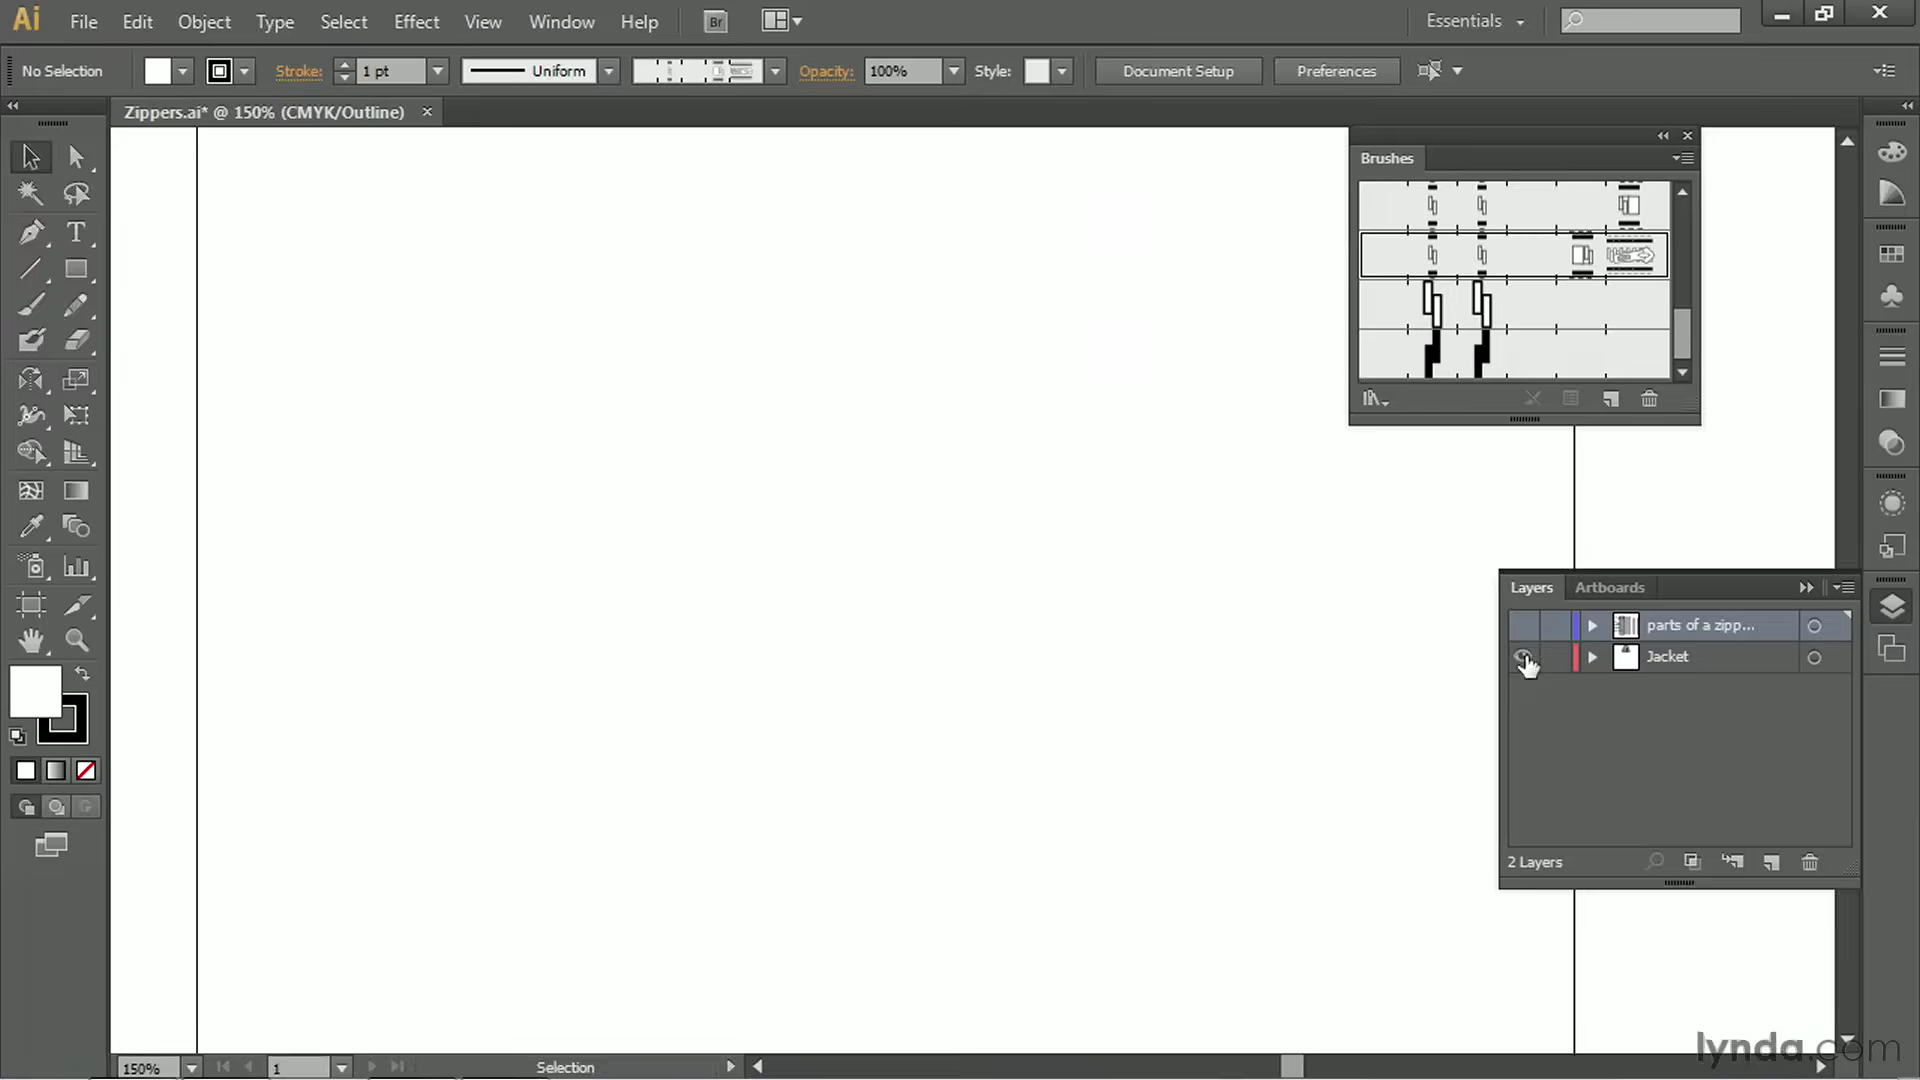 Ai File Edit Object Type Select Effect View Window Help Br Essentials
No Selection Stroke: 1 pt Uniform Opacity: 100% Style: Document Setup Preferences
Zippers.ai* @ 150% (CMYK/Outline)
Brushes
Layers Artboards
parts of a zipp...
Jacket
2 Layers
lynda.com
150% 1 Selection